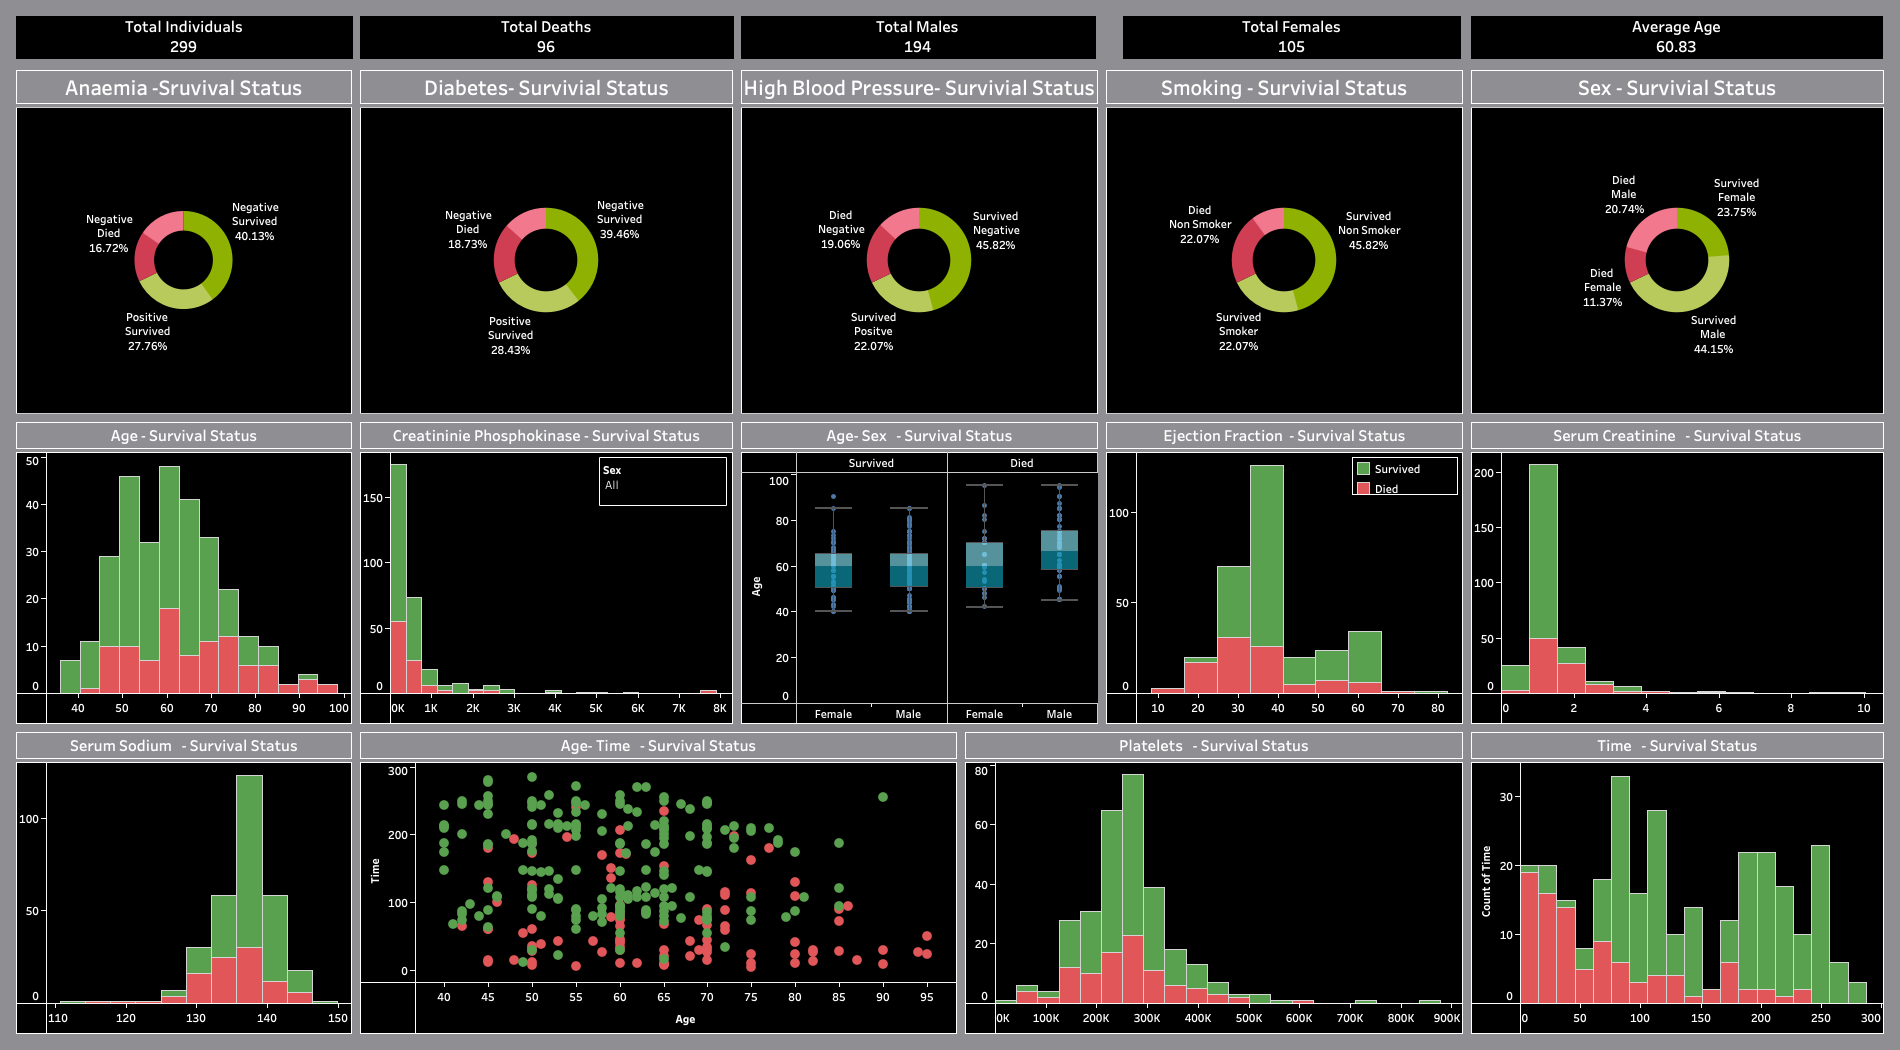 Total Individuals
299
Total Deaths
96
Total Males
194
Total Females
105
Average Age
60.83
Anaemia -Sruvival Status
Diabetes- Survivial Status
High Blood Pressure- Survivial Status
Smoking - Survivial Status
Sex - Survivial Status
Negative
Survived
40.13%
Negative
Died
16.72%
Positive
Survived
27.76%
Negative
Survived
39.46%
Negative
Died
18.73%
Positive
Survived
28.43%
Died
Negative
19.06%
Survived
Negative
45.82%
Survived
Positve
22.07%
Died
Non Smoker
22.07%
Survived
Non Smoker
45.82%
Survived
Smoker
22.07%
Died
Male
20.74%
Survived
Female
23.75%
Died
Female
11.37%
Survived
Male
44.15%
Age - Survival Status
50
40
30
20
10
0
40 50 60 70 80 90 100
Creatininie Phosphokinase - Survival Status
Sex
All
150
100
50
0
0K 1K 2K 3K 4K 5K 6K 7K 8K
Age- Sex - Survival Status
Survived Died
100
80
60
40
20
0
Age
Female Male Female Male
Ejection Fraction - Survival Status
Survived
Died
100
50
0
10 20 30 40 50 60 70 80
Serum Creatinine - Survival Status
200
150
100
50
0
0 2 4 6 8 10
Serum Sodium - Survival Status
100
50
0
110 120 130 140 150
Age- Time - Survival Status
300
200
100
0
Time
40 45 50 55 60 65 70 75 80 85 90 95
Age
Platelets - Survival Status
80
60
40
20
0
0K 100K 200K 300K 400K 500K 600K 700K 800K 900K
Time - Survival Status
30
20
10
0
Count of Time
0 50 100 150 200 250 300